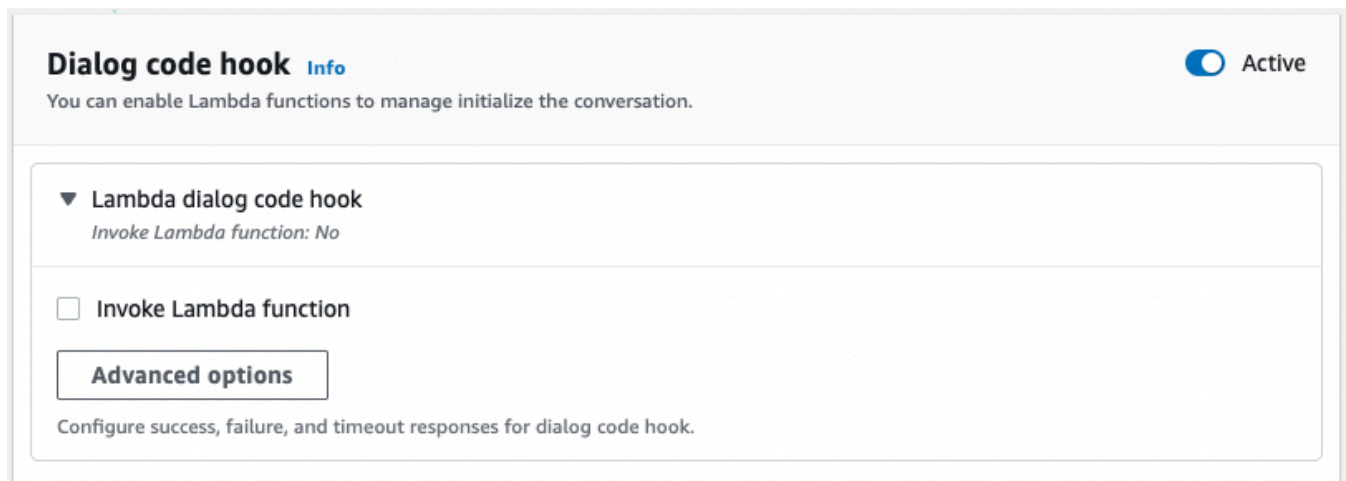 Dialog code hook Info
Active
You can enable Lambda functions to manage initialize the conversation.
Lambda dialog code hook
Invoke Lambda function: No
Invoke Lambda function
Advanced options
Configure success, failure, and timeout responses for dialog code hook.